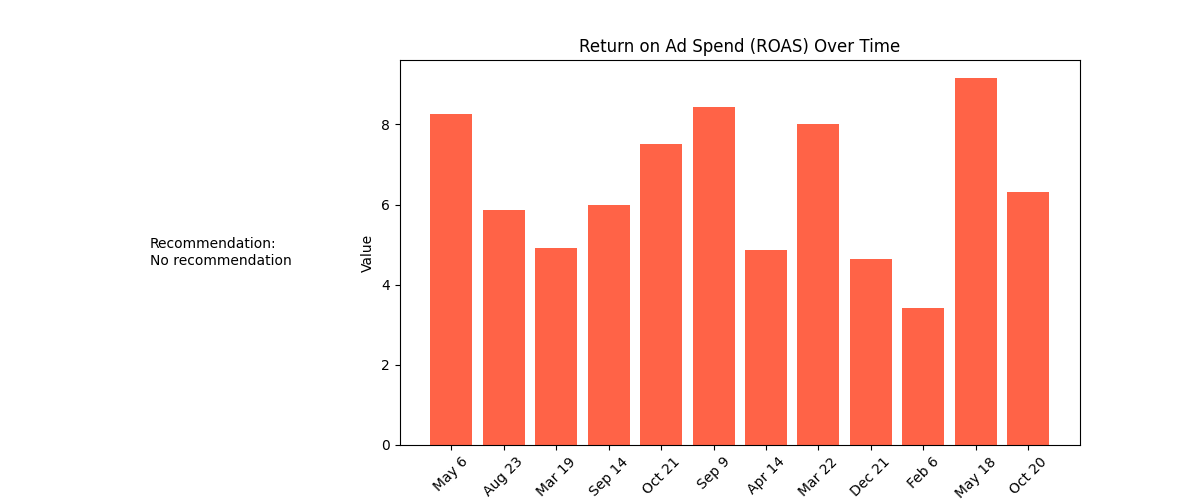 Return on Ad Spend (ROAS) Over Time
Recommendation:
No recommendation
Value
8
6
4
2
0
May 6
Aug 23
Mar 19
Sep 14
Oct 21
Sep 9
Apr 14
Mar 22
Dec 21
Feb 6
May 18
Oct 20